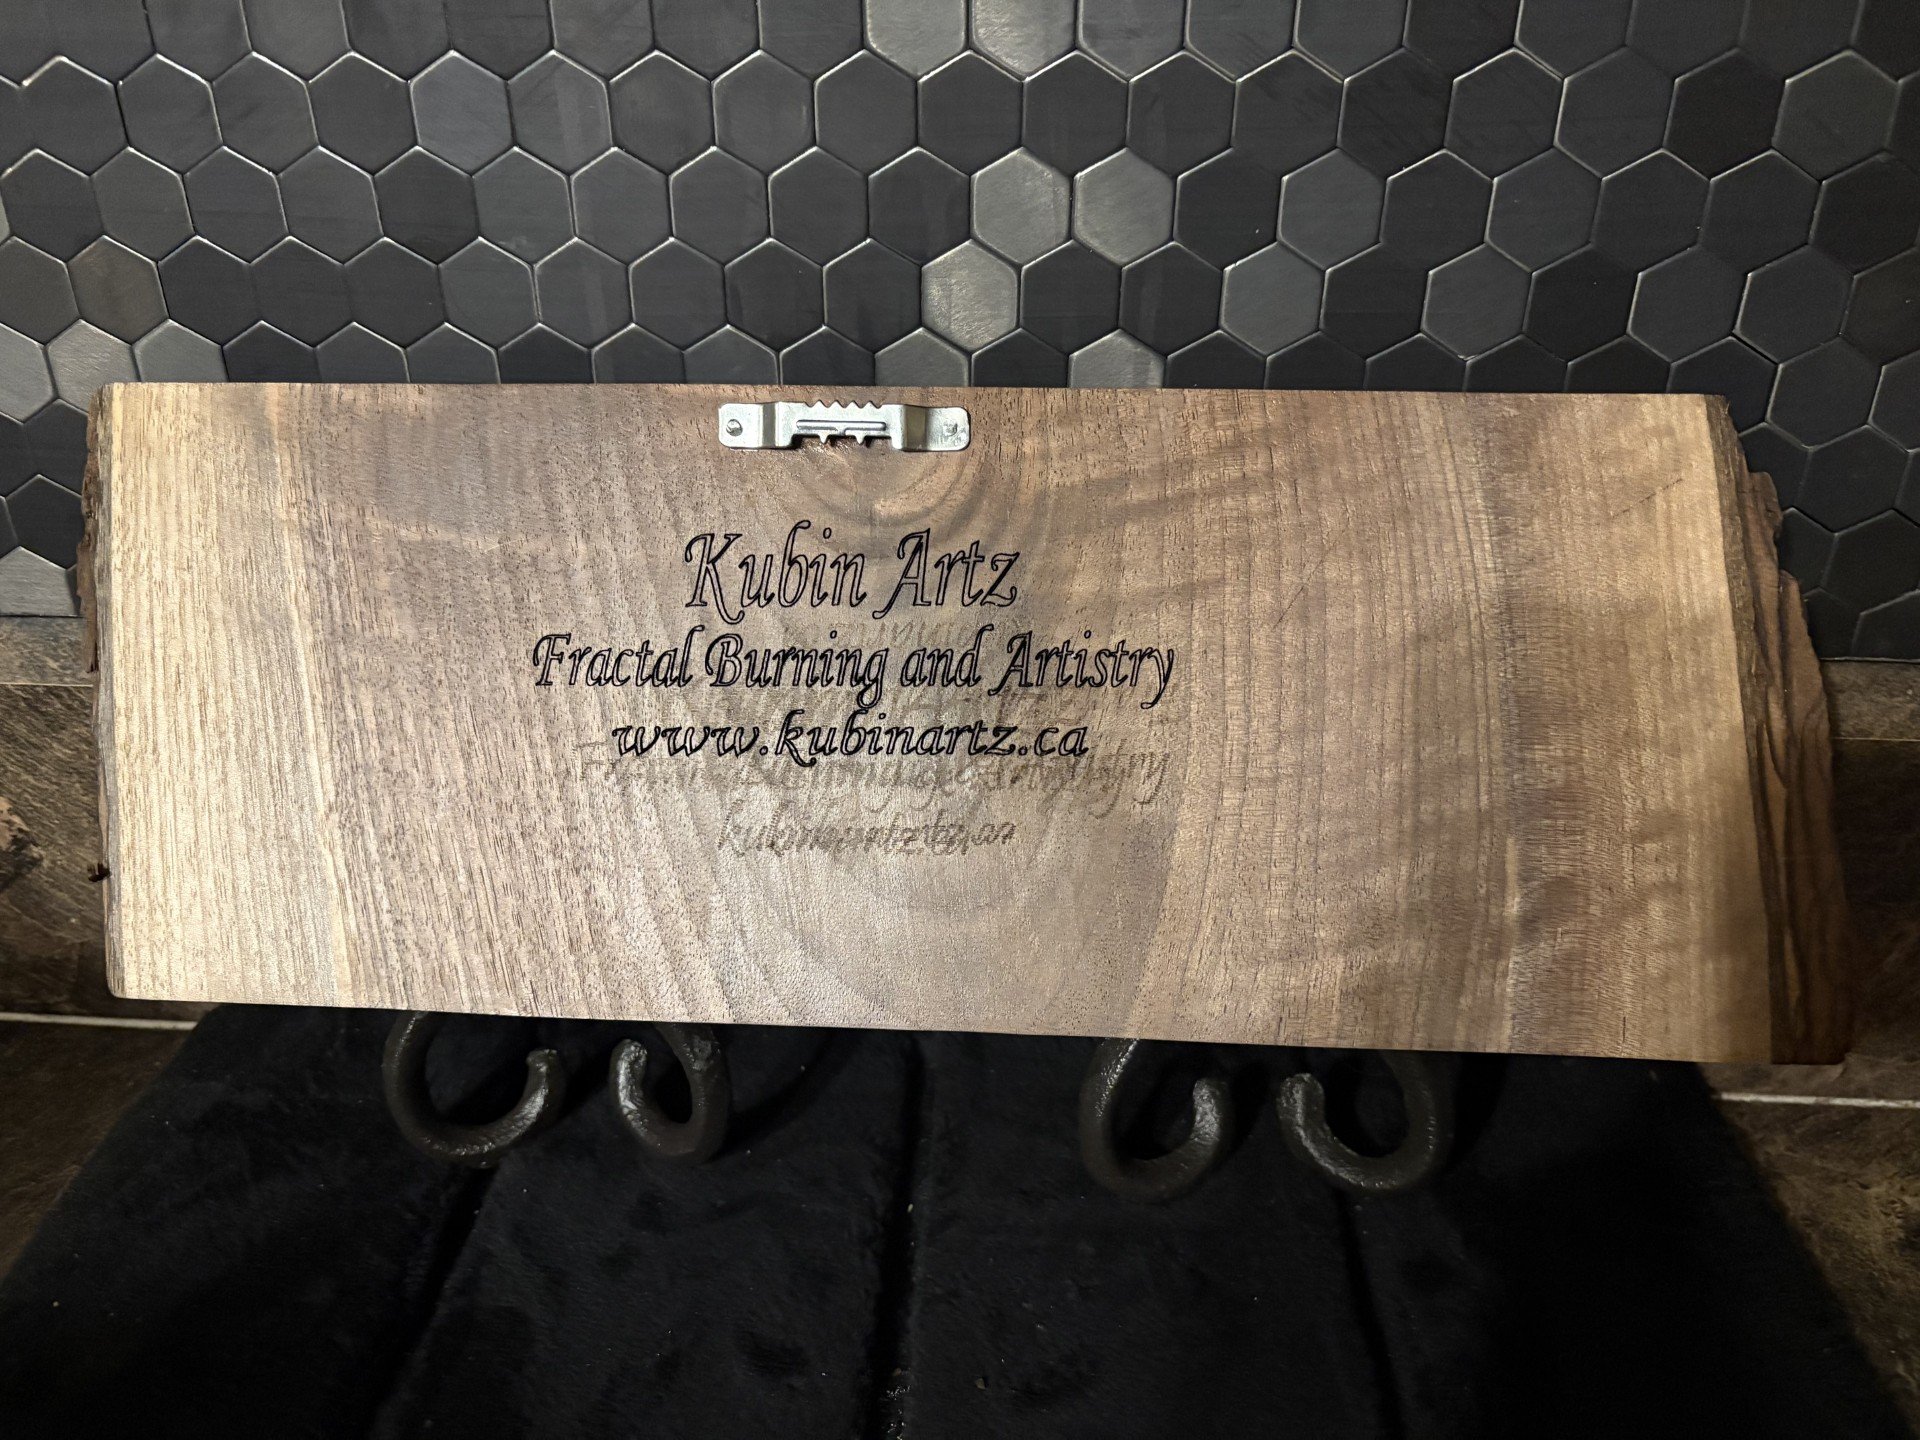 Kubin Artz
Fractal Burning and Artistry
www.kubinartz.ca